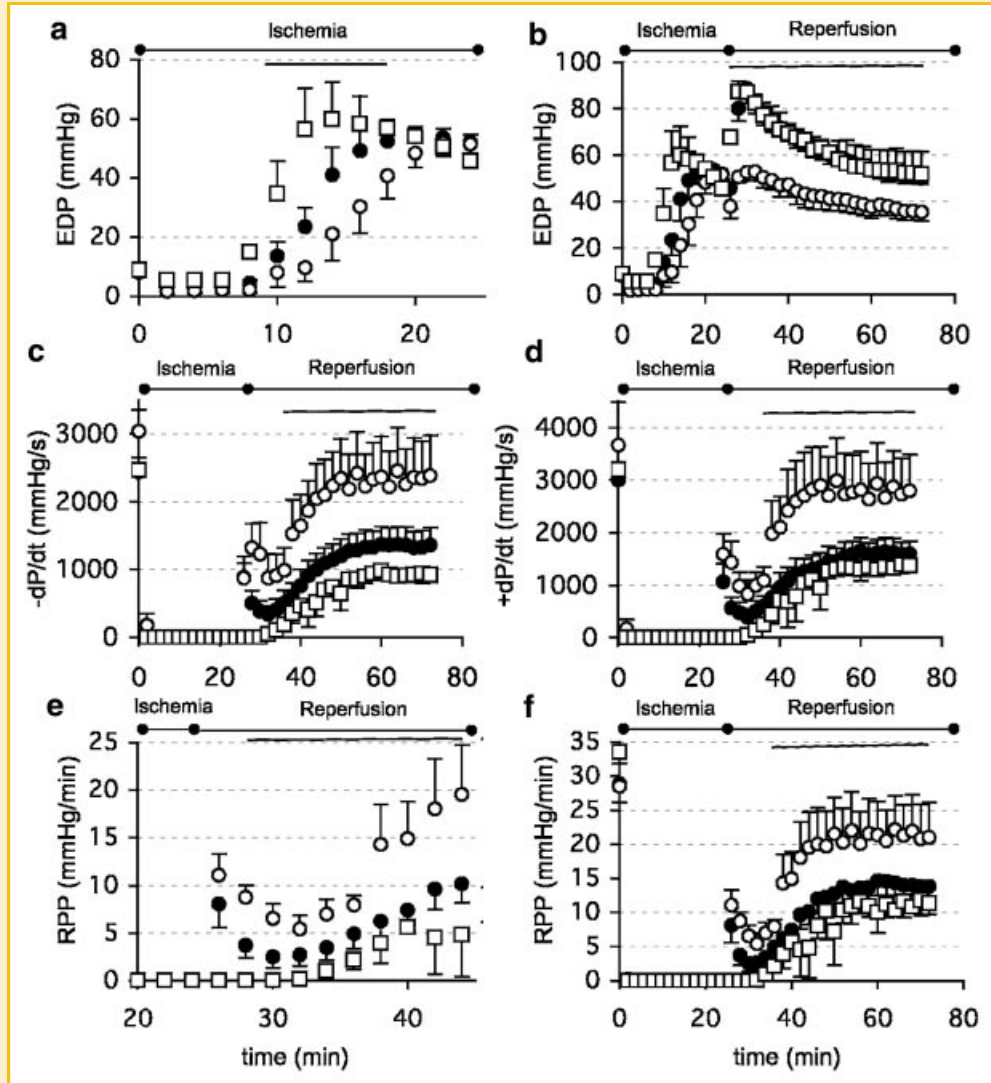 a
Ischemia
EDP (mmHg)
80
60
40
20
0
0 10 20
b
Ischemia Reperfusion
EDP (mmHg)
100
80
60
40
20
0
0 20 40 60 80
c
Ischemia Reperfusion
-dP/dt (mmHg/s)
3000
2000
1000
0
0 20 40 60 80
d
Ischemia Reperfusion
+dP/dt (mmHg/s)
4000
3000
2000
1000
0
0 20 40 60 80
e
Ischemia Reperfusion
RPP (mmHg/min)
25
20
15
10
5
0
20 30 40
time (min)
f
Ischemia Reperfusion
RPP (mmHg/min)
35
30
25
20
15
10
5
0
0 20 40 60 80
time (min)